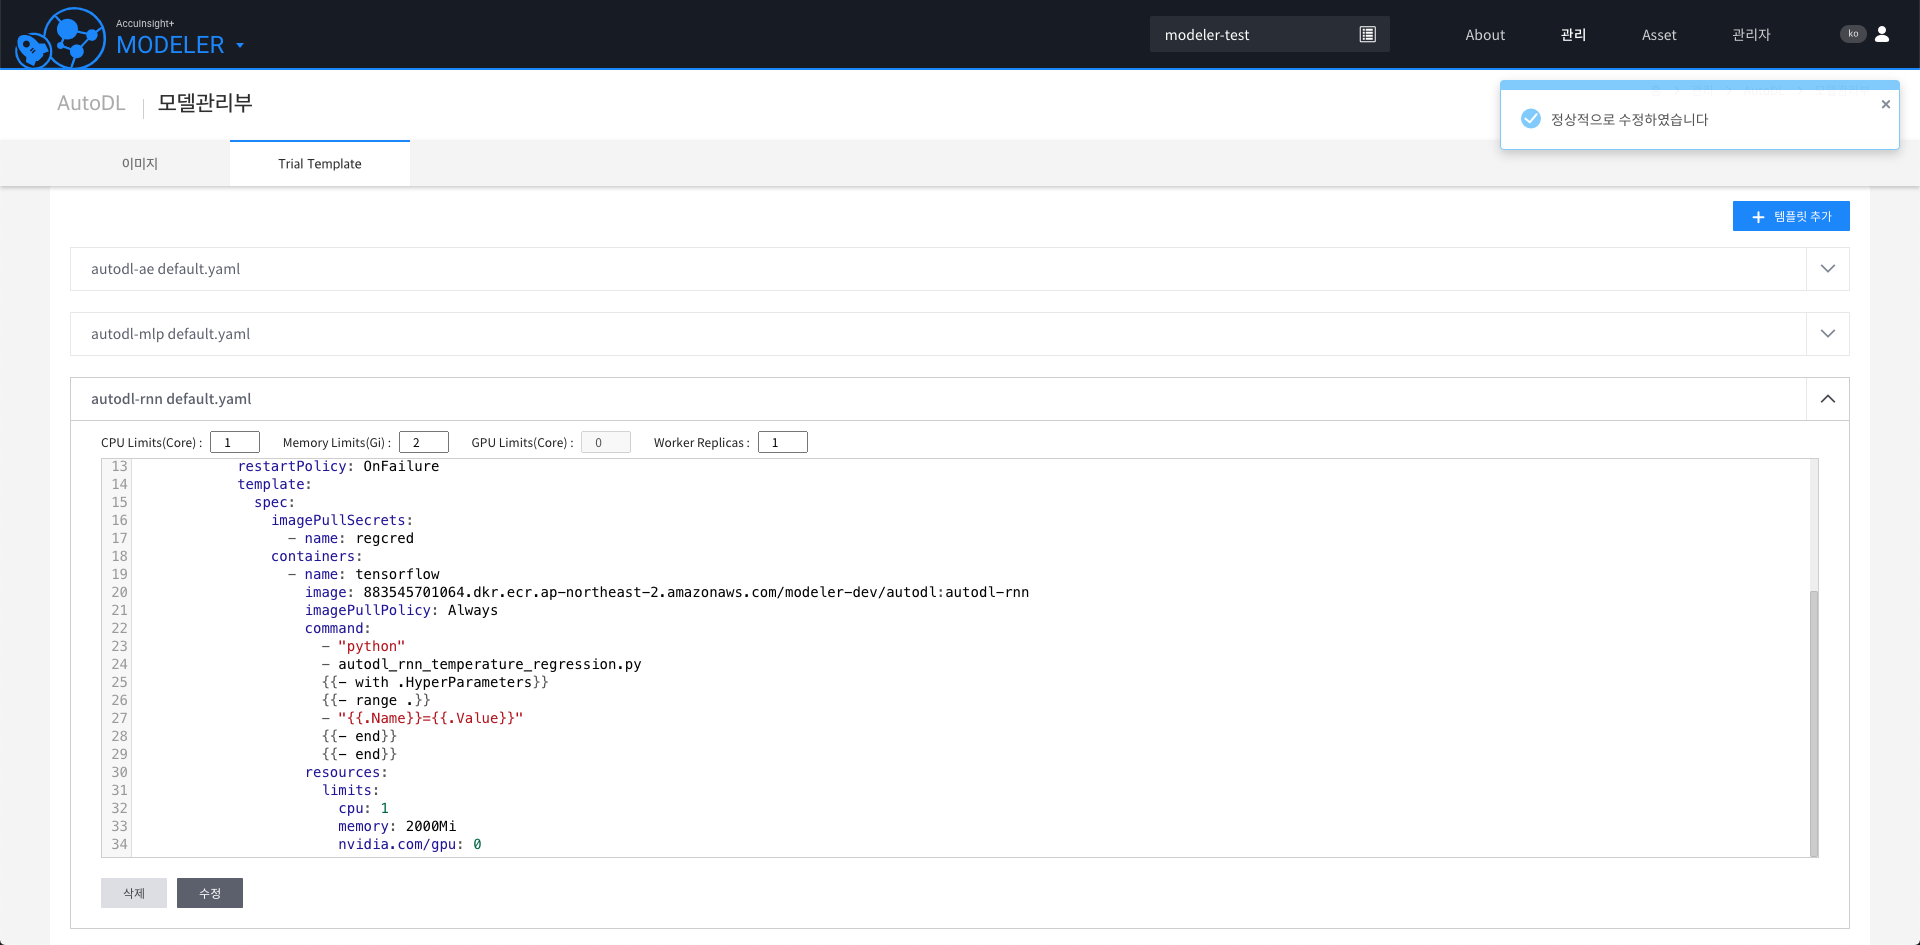 Accuinsight+
MODELER
modeler-test
About
관리
Asset
관리자
ko
AutoDL
모델관리부
정상적으로 수정하였습니다
이미지
Trial Template
템플릿 추가
autodl-ae default.yaml
autodl-mlp default.yaml
autodl-rnn default.yaml
CPU Limits(Core) : 1 Memory Limits(Gi) : 2 GPU Limits(Core) : 0 Worker Replicas : 1
13 restartPolicy: OnFailure
14 template:
15 spec:
16 imagePullSecrets:
17 - name: regcred
18 containers:
19 - name: tensorflow
20 image: 883545701064.dkr.ecr.ap-northeast-2.amazonaws.com/modeler-dev/autodl:autodl-rnn
21 imagePullPolicy: Always
22 command:
23 - "python"
24 - autodl_rnn_temperature_regression.py
25 {{- with .HyperParameters}}
26 {{- range .}}
27 - "{{.Name}}={{.Value}}"
28 {{- end}}
29 {{- end}}
30 resources:
31 limits:
32 cpu: 1
33 memory: 2000Mi
34 nvidia.com/gpu: 0
삭제
수정